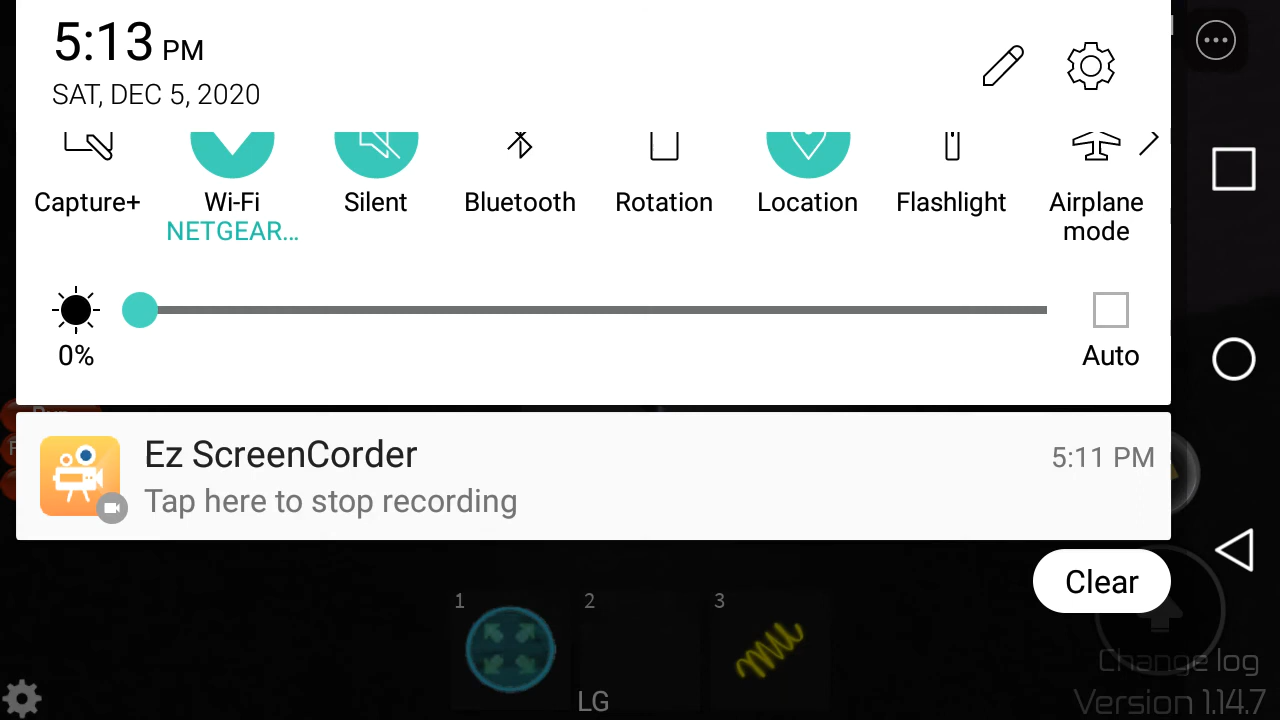 5:13 PM
SAT, DEC 5, 2020
Capture+
Wi-Fi
NETGEAR...
Silent
Bluetooth
Rotation
Location
Flashlight
Airplane
mode
0%
Auto
Ez ScreenCorder
5:11 PM
Tap here to stop recording
Clear
1
2
3
Change log
LG
Version 1.14.7